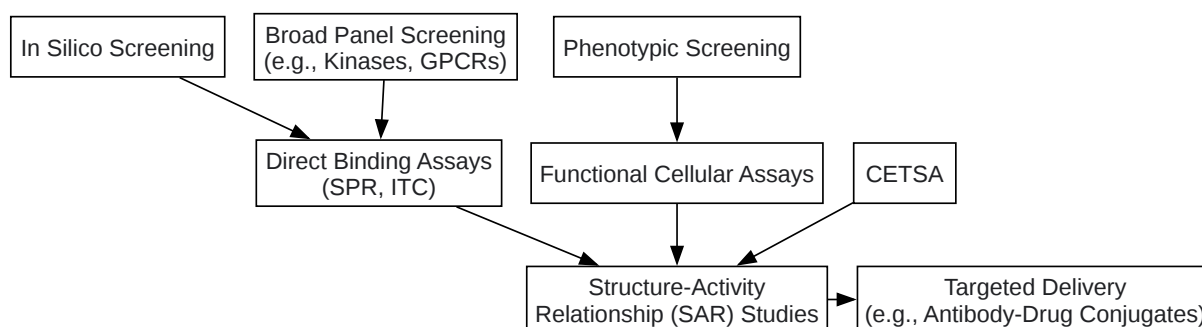 In Silico Screening
Broad Panel Screening
(e.g., Kinases, GPCRs)
Phenotypic Screening
Direct Binding Assays
(SPR, ITC)
Functional Cellular Assays
CETSA
Structure-Activity
Relationship (SAR) Studies
Targeted Delivery
(e.g., Antibody-Drug Conjugates)